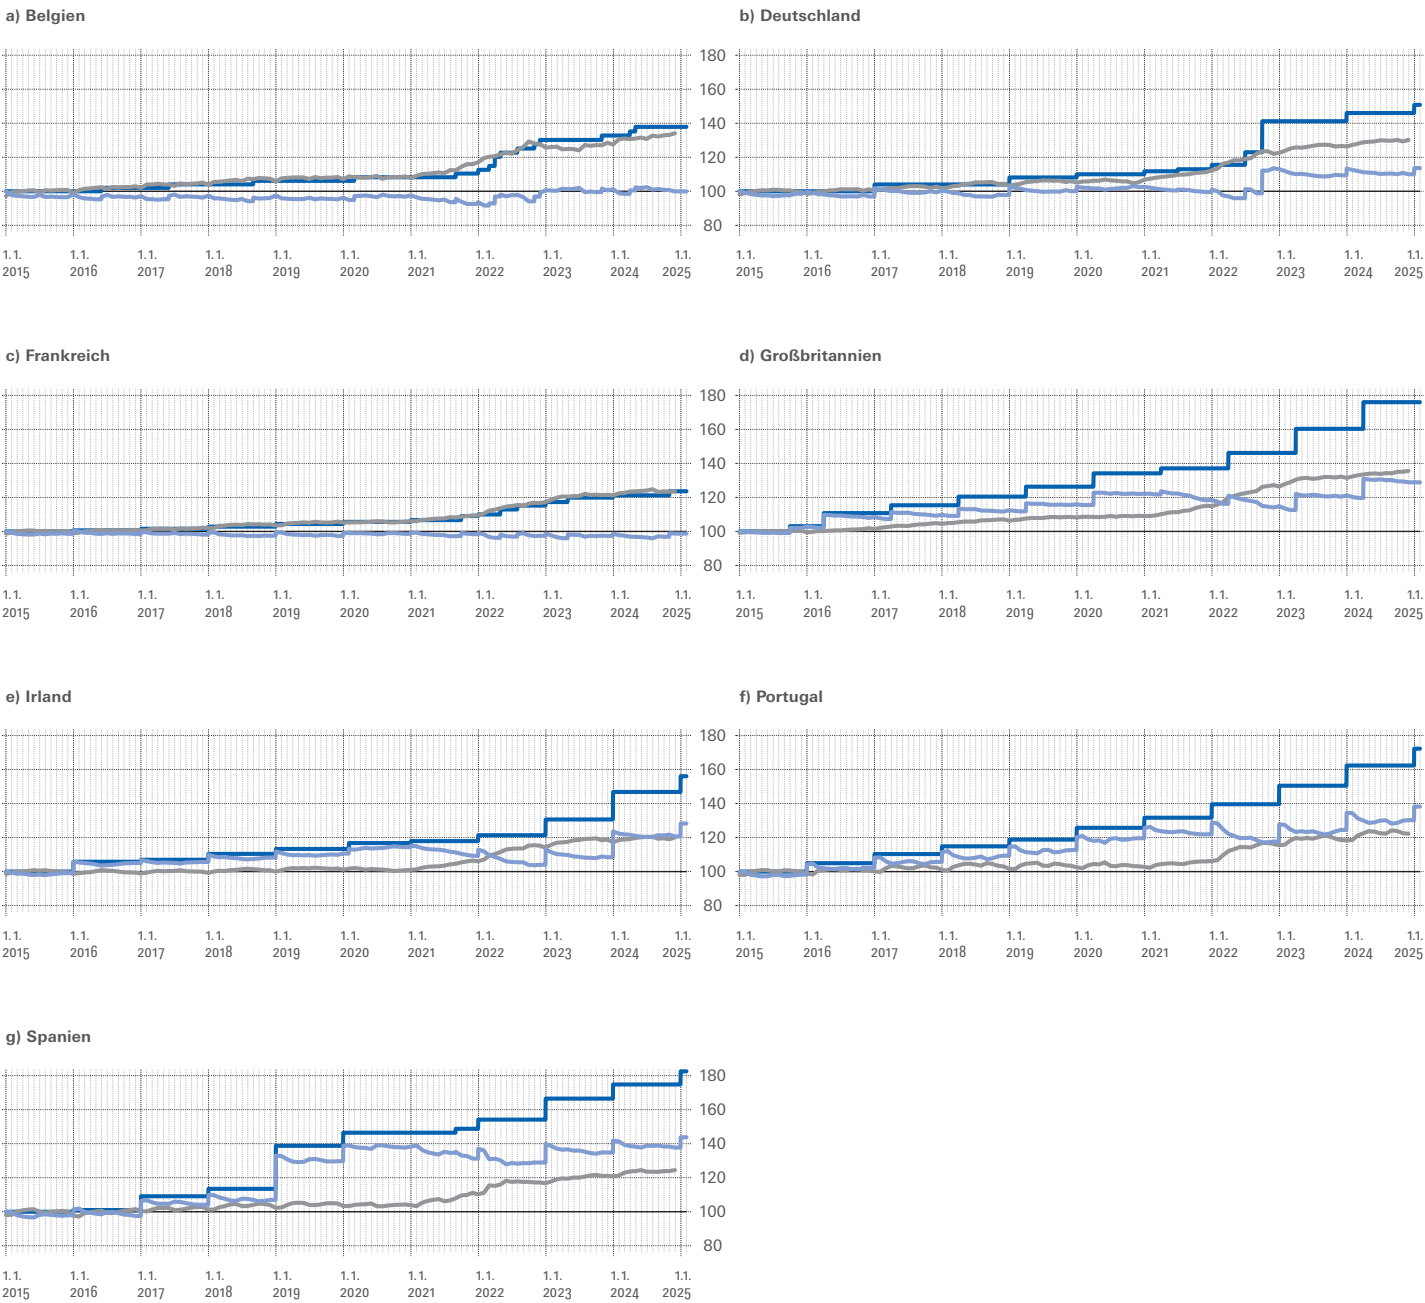 a) Belgien
b) Deutschland
180
160
140
120
100
80
1.1. 1.1. 1.1. 1.1. 1.1. 1.1. 1.1. 1.1. 1.1. 1.1. 1.1.
2015 2016 2017 2018 2019 2020 2021 2022 2023 2024 2025
1.1. 1.1. 1.1. 1.1. 1.1. 1.1. 1.1. 1.1. 1.1. 1.1. 1.1.
2015 2016 2017 2018 2019 2020 2021 2022 2023 2024 2025
c) Frankreich
d) Großbritannien
180
160
140
120
100
80
1.1. 1.1. 1.1. 1.1. 1.1. 1.1. 1.1. 1.1. 1.1. 1.1. 1.1.
2015 2016 2017 2018 2019 2020 2021 2022 2023 2024 2025
1.1. 1.1. 1.1. 1.1. 1.1. 1.1. 1.1. 1.1. 1.1. 1.1. 1.1.
2015 2016 2017 2018 2019 2020 2021 2022 2023 2024 2025
e) Irland
f) Portugal
180
160
140
120
100
80
1.1. 1.1. 1.1. 1.1. 1.1. 1.1. 1.1. 1.1. 1.1. 1.1. 1.1.
2015 2016 2017 2018 2019 2020 2021 2022 2023 2024 2025
1.1. 1.1. 1.1. 1.1. 1.1. 1.1. 1.1. 1.1. 1.1. 1.1. 1.1.
2015 2016 2017 2018 2019 2020 2021 2022 2023 2024 2025
g) Spanien
180
160
140
120
100
80
1.1. 1.1. 1.1. 1.1. 1.1. 1.1. 1.1. 1.1. 1.1. 1.1. 1.1.
2015 2016 2017 2018 2019 2020 2021 2022 2023 2024 2025